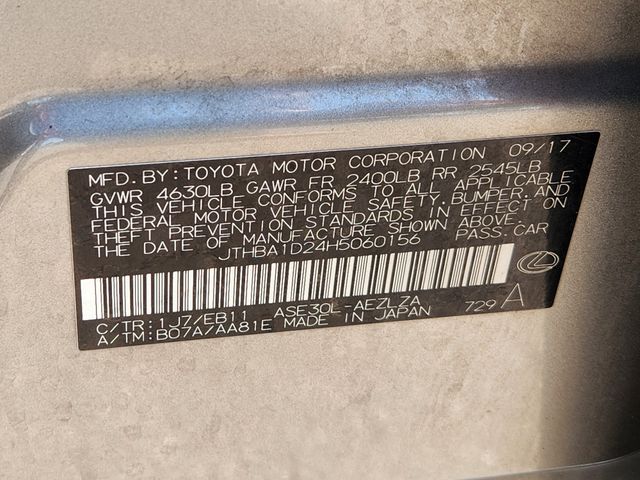 MFD. BY: TOYOTA MOTOR CORPORATION 09/17
GVWR 4630LB GAWR FR 2400LB RR 2545LB
THIS VEHICLE CONFORMS TO ALL APPLICABLE
FEDERAL MOTOR VEHICLE SAFETY, BUMPER, AND
THEFT PREVENTION STANDARDS IN EFFECT ON
THE DATE OF MANUFACTURE SHOWN ABOVE.
JTHBA1D24H5060156 PASS. CAR
C/TR: 1J7/EB11 ASE30L-AEZLZA
A/TM: B07A/AA81E MADE IN JAPAN 729 A